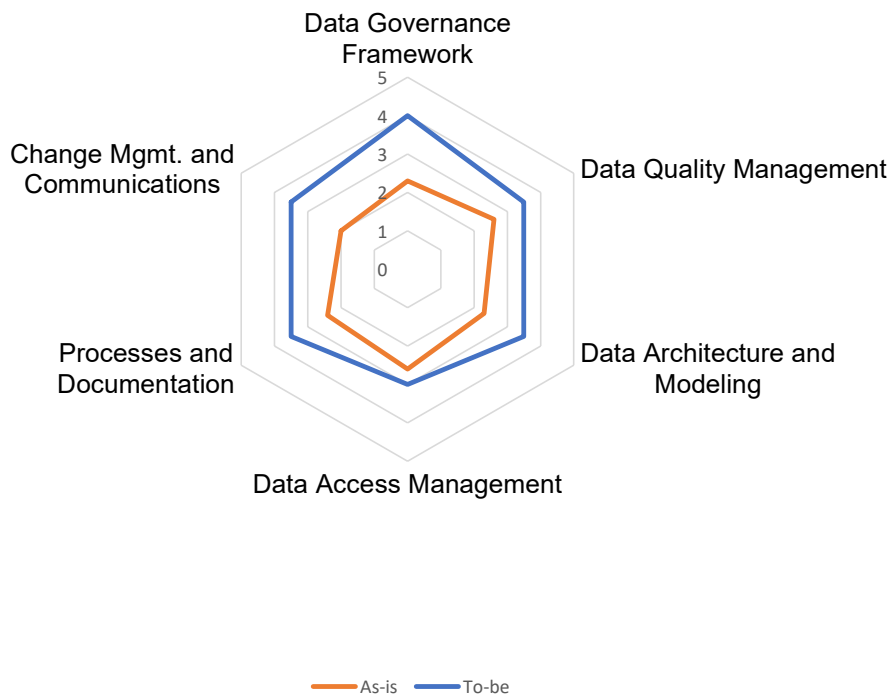 Data Governance
Framework
5
4
3
2
1
0
Change Mgmt. and
Communications
Data Quality Management
Processes and
Documentation
Data Architecture and
Modeling
Data Access Management
As-is
To-be